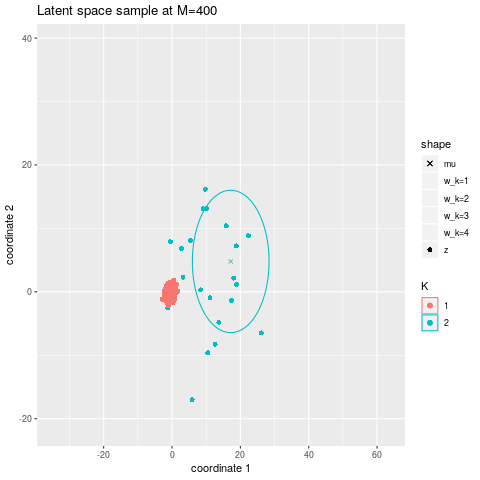 Latent space sample at M=400
40
20
0
-20
coordinate 2
-20
0
20
40
60
coordinate 1
shape
mu
w_k=1
w_k=2
w_k=3
w_k=4
z
K
1
2